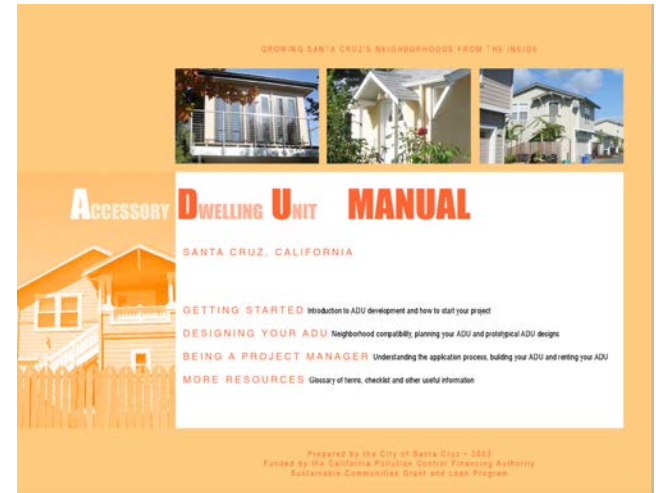 GROWING SANTA CRUZ'S NEIGHBORHOODS FROM THE INSIDE
ACCESSORY DWELLING UNIT MANUAL
SANTA CRUZ, CALIFORNIA
GETTING STARTED Introduction to ADU development and how to start your project
DESIGNING YOUR ADU Neighborhood compatibility, planning your ADU and prototypical ADU designs
BEING A PROJECT MANAGER Understanding the application process, building your ADU and renting your ADU
MORE RESOURCES Glossary of terms, checklist and other useful information
Prepared by the City of Santa Cruz • 2003
Funded by the California Pollution Control Financing Authority
Sustainable Communities Grant and Loan Program